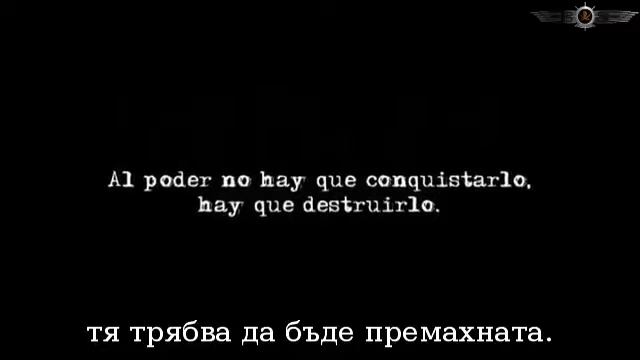 Al poder no hay que conquistarlo,
hay que destruirlo.
тя трябва да бъде премахната.